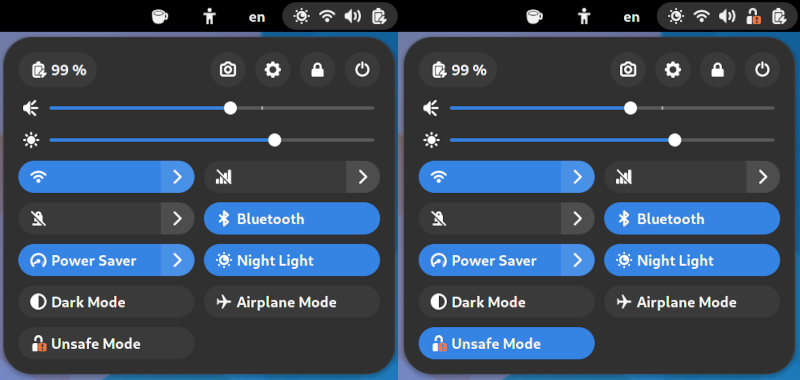 en
99 %
Bluetooth
Power Saver
Night Light
Dark Mode
Airplane Mode
Unsafe Mode
en
99 %
Bluetooth
Power Saver
Night Light
Dark Mode
Airplane Mode
Unsafe Mode